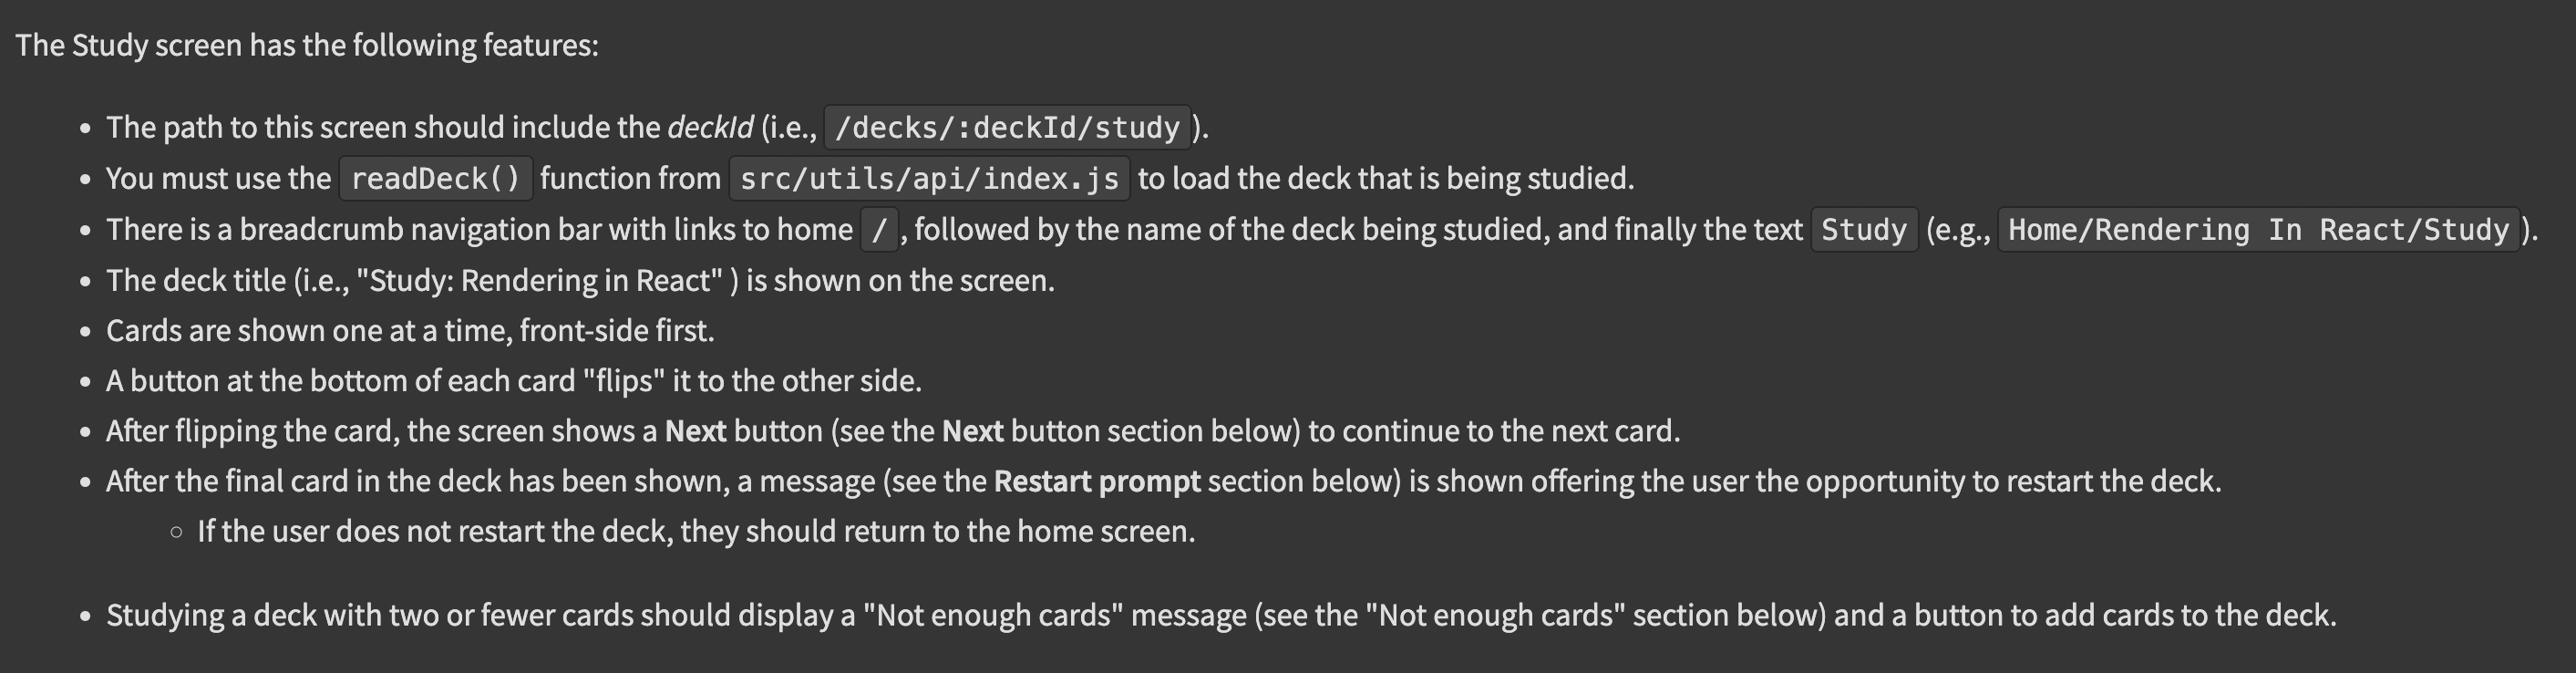 The Study screen has the following features:
• The path to this screen should include the deckId (i.e., /decks/:deckId/study ).
• You must use the readDeck() function from src/utils/api/index.js to load the deck that is being studied.
• There is a breadcrumb navigation bar with links to home / , followed by the name of the deck being studied, and finally the text Study (e.g., Home/Rendering In React/Study ).
• The deck title (i.e., "Study: Rendering in React" ) is shown on the screen.
• Cards are shown one at a time, front-side first.
• A button at the bottom of each card "flips" it to the other side.
• After flipping the card, the screen shows a Next button (see the Next button section below) to continue to the next card.
• After the final card in the deck has been shown, a message (see the Restart prompt section below) is shown offering the user the opportunity to restart the deck.
◦ If the user does not restart the deck, they should return to the home screen.
• Studying a deck with two or fewer cards should display a "Not enough cards" message (see the "Not enough cards" section below) and a button to add cards to the deck.